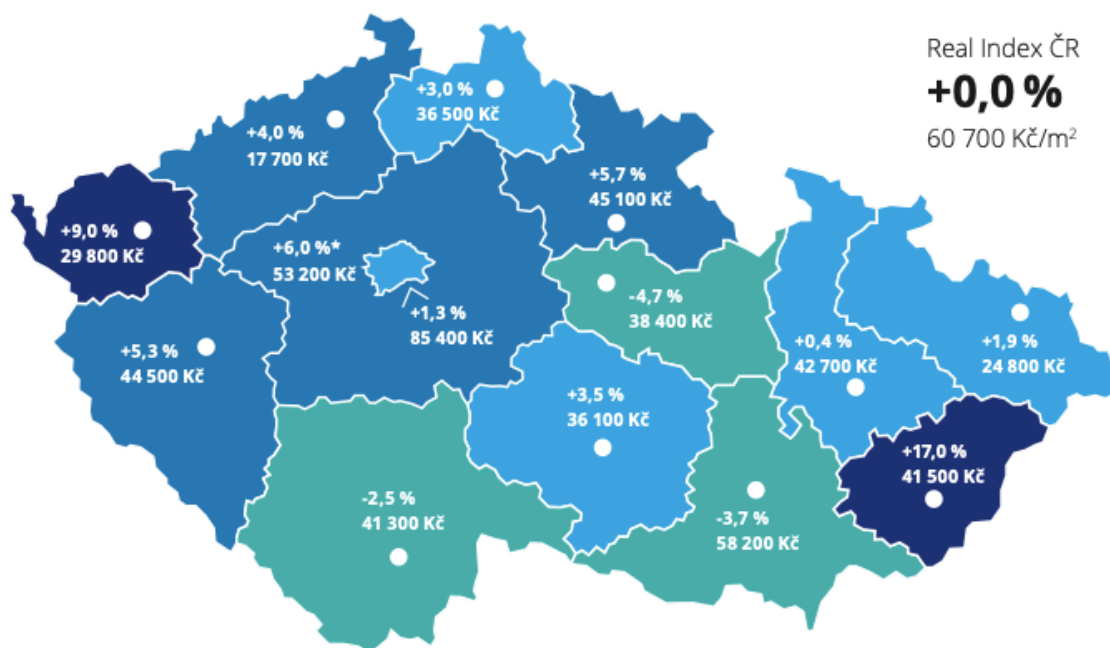 Real Index ČR
+0,0 %
60 700 Kč/m²
+3,0 %
36 500 Kč
+4,0 %
17 700 Kč
+5,7 %
45 100 Kč
+9,0 %
29 800 Kč
+6,0 %*
53 200 Kč
+1,3 %
85 400 Kč
-4,7 %
38 400 Kč
+0,4 %
42 700 Kč
+1,9 %
24 800 Kč
+5,3 %
44 500 Kč
+3,5 %
36 100 Kč
+17,0 %
41 500 Kč
-2,5 %
41 300 Kč
-3,7 %
58 200 Kč